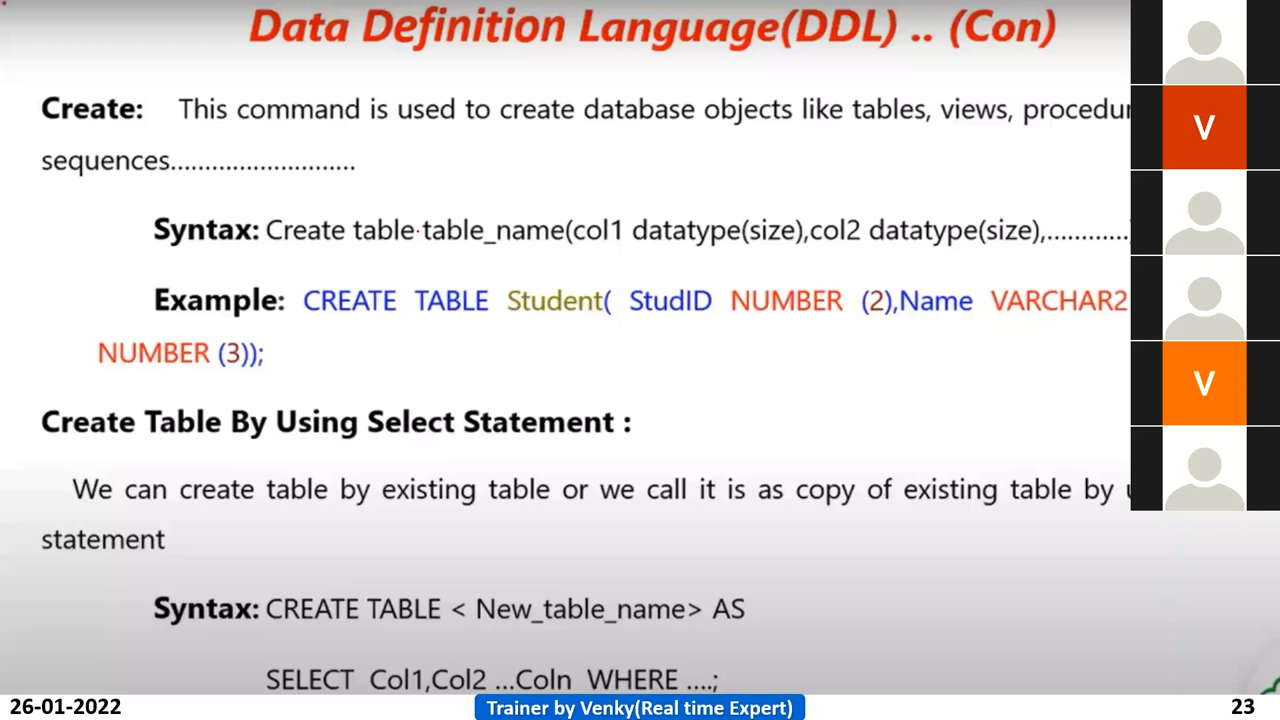 Data Definition Language(DDL) .. (Con)
Create: This command is used to create database objects like tables, views,
V
sequences...........................
Syntax: Create table table_name(col1 datatype(size),col2 datatype(size),............
Example: CREATE TABLE Student( StudID NUMBER (2),Name VARCHAR2
NUMBER (3));
V
Create Table By Using Select Statement :
We can create table by existing table or we call it is as copy of existing table by
statement
Syntax: CREATE TABLE < New_table_name> AS
SELECT Col1,Col2 ...Coln WHERE ....;
26-01-2022
Trainer by Venky(Real time Expert)
23